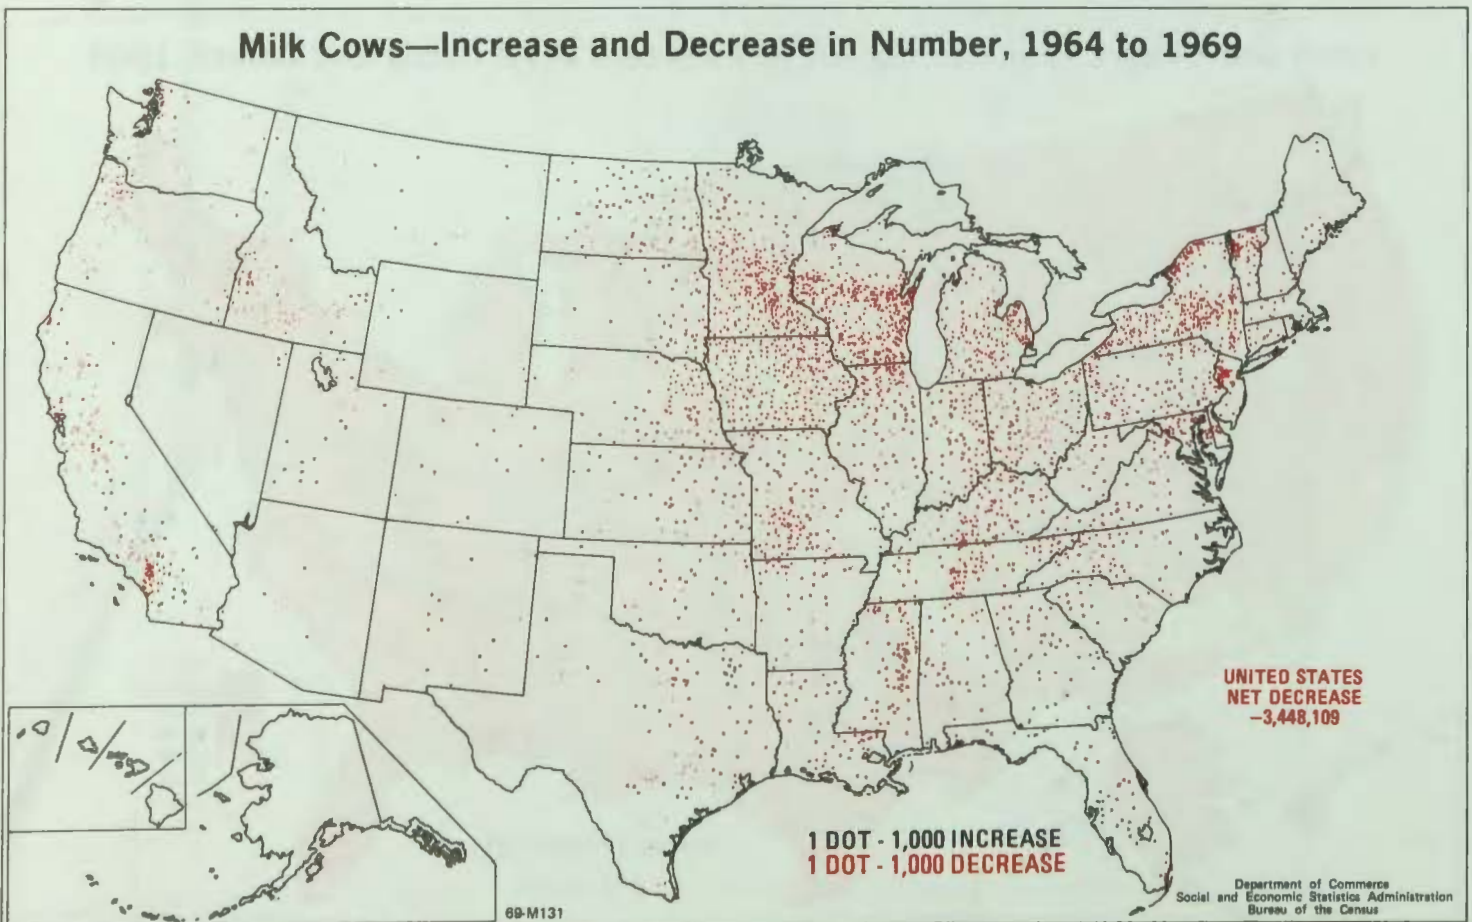 Milk Cows—Increase and Decrease in Number, 1964 to 1969
UNITED STATES
NET DECREASE
−3,448,109
1 DOT - 1,000 INCREASE
1 DOT - 1,000 DECREASE
Department of Commerce
Social and Economic Statistics Administration
Bureau of the Census
69-M131